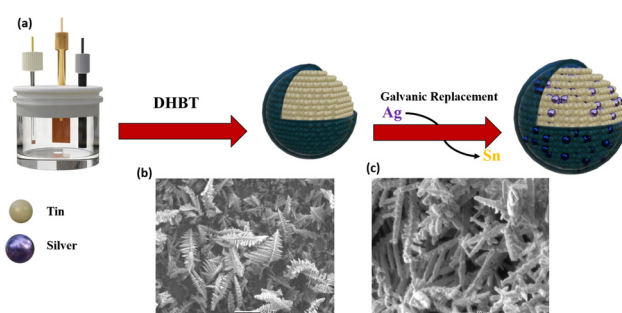 (a)
DHBT
Galvanic Replacement
Ag
Sn
(b)
(c)
Tin
Silver